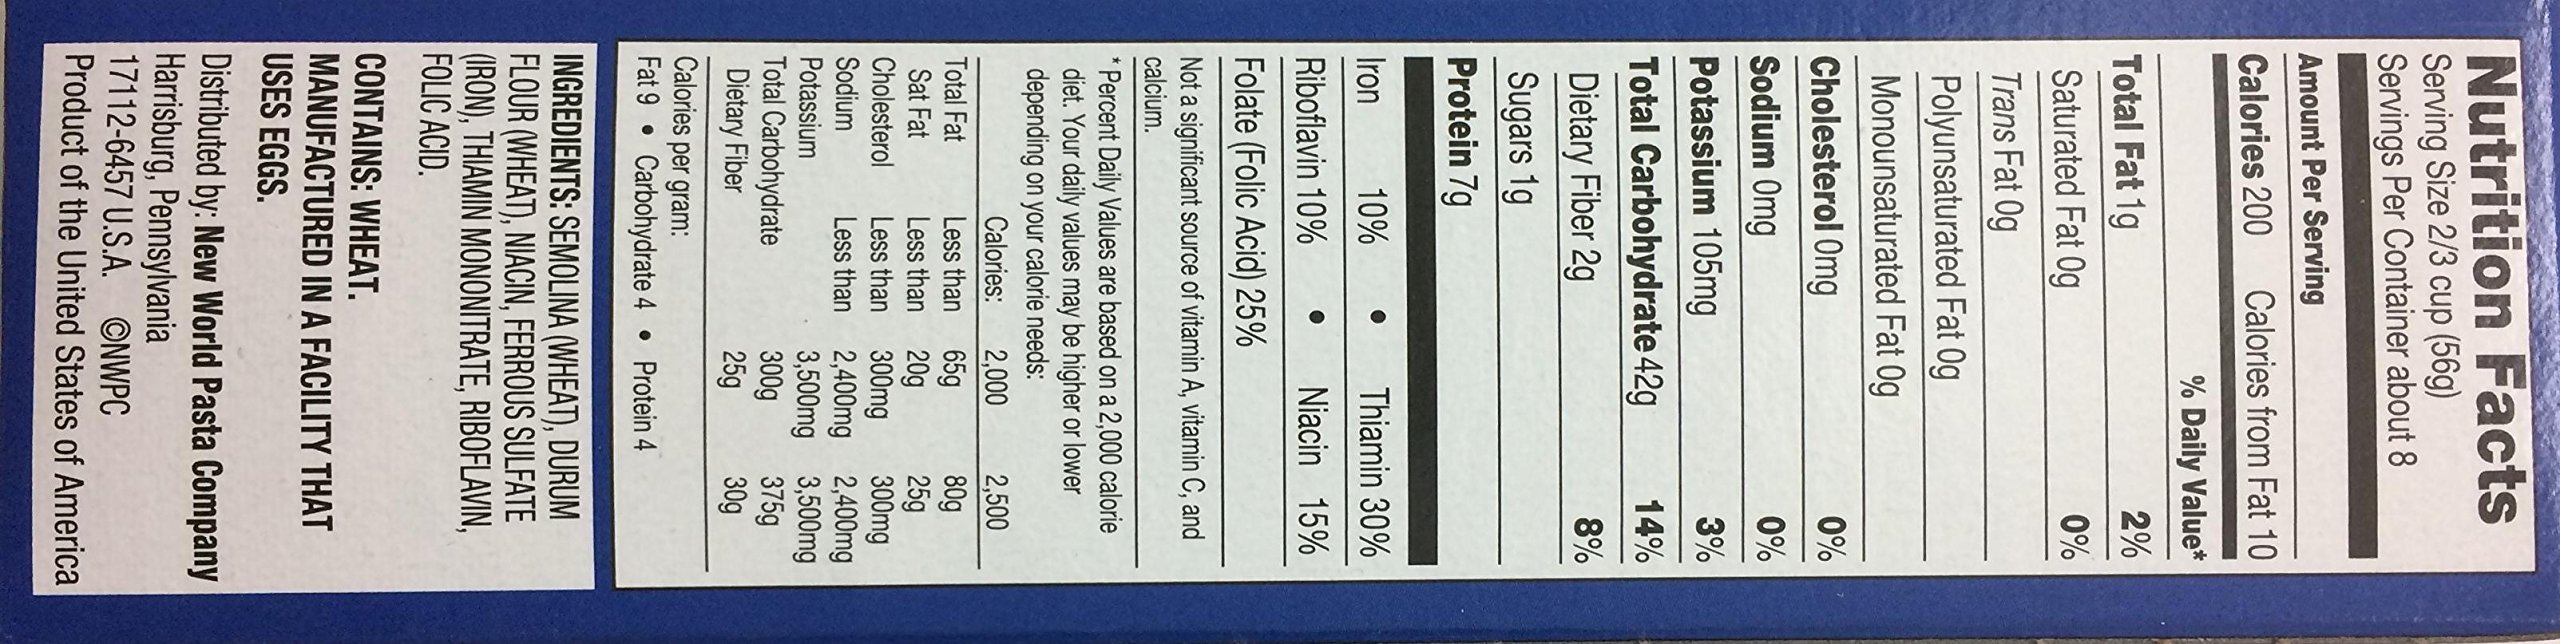 Nutrition Facts
Serving Size 2/3 cup (56g)
Servings Per Container about 8
Amount Per Serving
Calories 200 Calories from Fat 10
% Daily Value*
Total Fat 1g 2%
Saturated Fat 0g 0%
Trans Fat 0g
Polyunsaturated Fat 0g
Monounsaturated Fat 0g
Cholesterol 0mg 0%
Sodium 0mg 0%
Potassium 105mg 3%
Total Carbohydrate 42g 14%
Dietary Fiber 2g 8%
Sugars 1g
Protein 7g
Iron 10% • Thiamin 30%
Riboflavin 10% • Niacin 15%
Folate (Folic Acid) 25%
Not a significant source of vitamin A, vitamin C, and
calcium.
* Percent Daily Values are based on a 2,000 calorie
diet. Your daily values may be higher or lower
depending on your calorie needs:
Calories: 2,000 2,500
Total Fat Less than 65g 80g
Sat Fat Less than 20g 25g
Cholesterol Less than 300mg 300mg
Sodium Less than 2,400mg 2,400mg
Potassium 3,500mg 3,500mg
Total Carbohydrate 300g 375g
Dietary Fiber 25g 30g
Calories per gram:
Fat 9 • Carbohydrate 4 • Protein 4
INGREDIENTS: SEMOLINA (WHEAT), DURUM
FLOUR (WHEAT), NIACIN, FERROUS SULFATE
(IRON), THIAMIN MONONITRATE, RIBOFLAVIN,
FOLIC ACID.
CONTAINS: WHEAT.
MANUFACTURED IN A FACILITY THAT
USES EGGS.
Distributed by: New World Pasta Company
Harrisburg, Pennsylvania
17112-6457 U.S.A. ©NWPC
Product of the United States of America